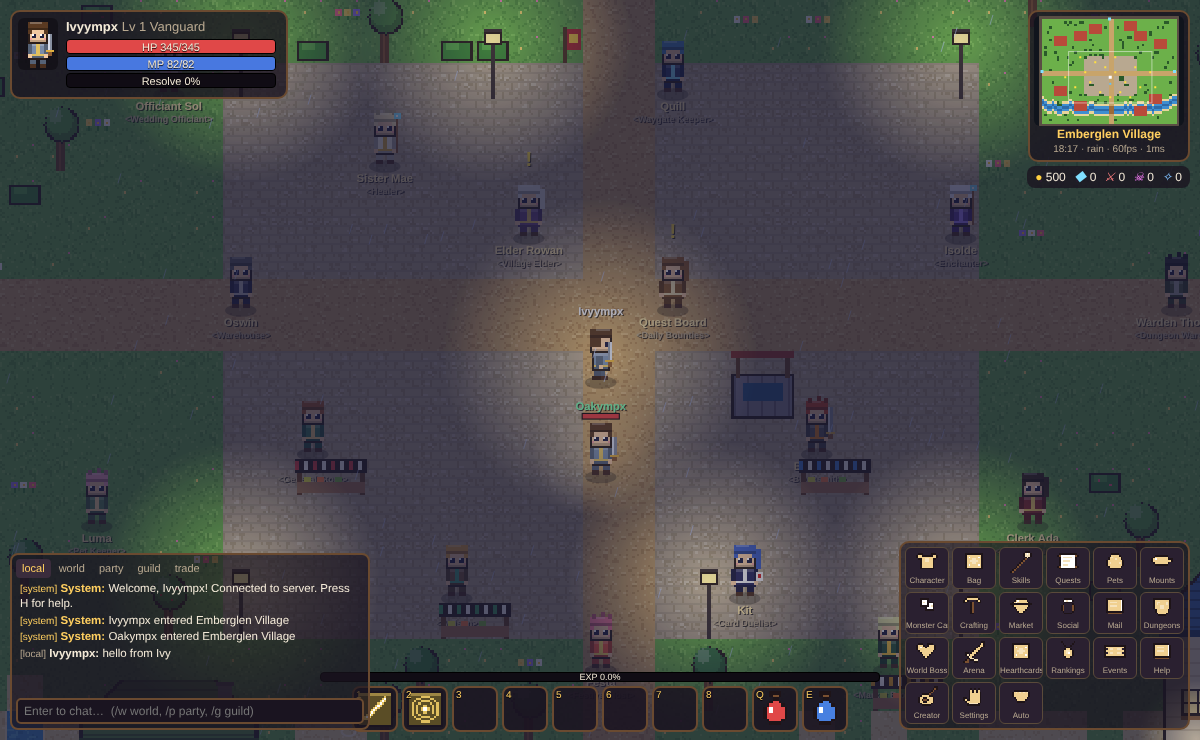 Ivyympx Lv 1 Vanguard
HP 345/345
MP 82/82
Resolve 0%
Emberglen Village
18:17 · rain · 60fps · 1ms
500 0 0 0 0
Officiant Sol
<Wedding Officiant>
Quill
<Waygate Keeper>
Sister Mae
<Healer>
!
Elder Rowan
<Village Elder>
!
Isolde
<Enchanter>
Oswin
<Warehouse>
Ivyympx
Quest Board
<Daily Bounties>
Warden Tho
<Dungeon War
Oakympx
Luma
Clerk Ada
Kit
<Card Duelist>
local world party guild trade
[system] System: Welcome, Ivyympx! Connected to server. Press
H for help.
[system] System: Ivyympx entered Emberglen Village
[system] System: Oakympx entered Emberglen Village
[local] Ivyympx: hello from Ivy
Enter to chat… (/w world, /p party, /g guild)
EXP 0.0%
2 3 4 5 6 7 8 Q E
Character Bag Skills Quests Pets Mounts
Monster Ca Crafting Market Social Mail Dungeons
World Boss Arena Hearthcards Rankings Events Help
Creator Settings Auto